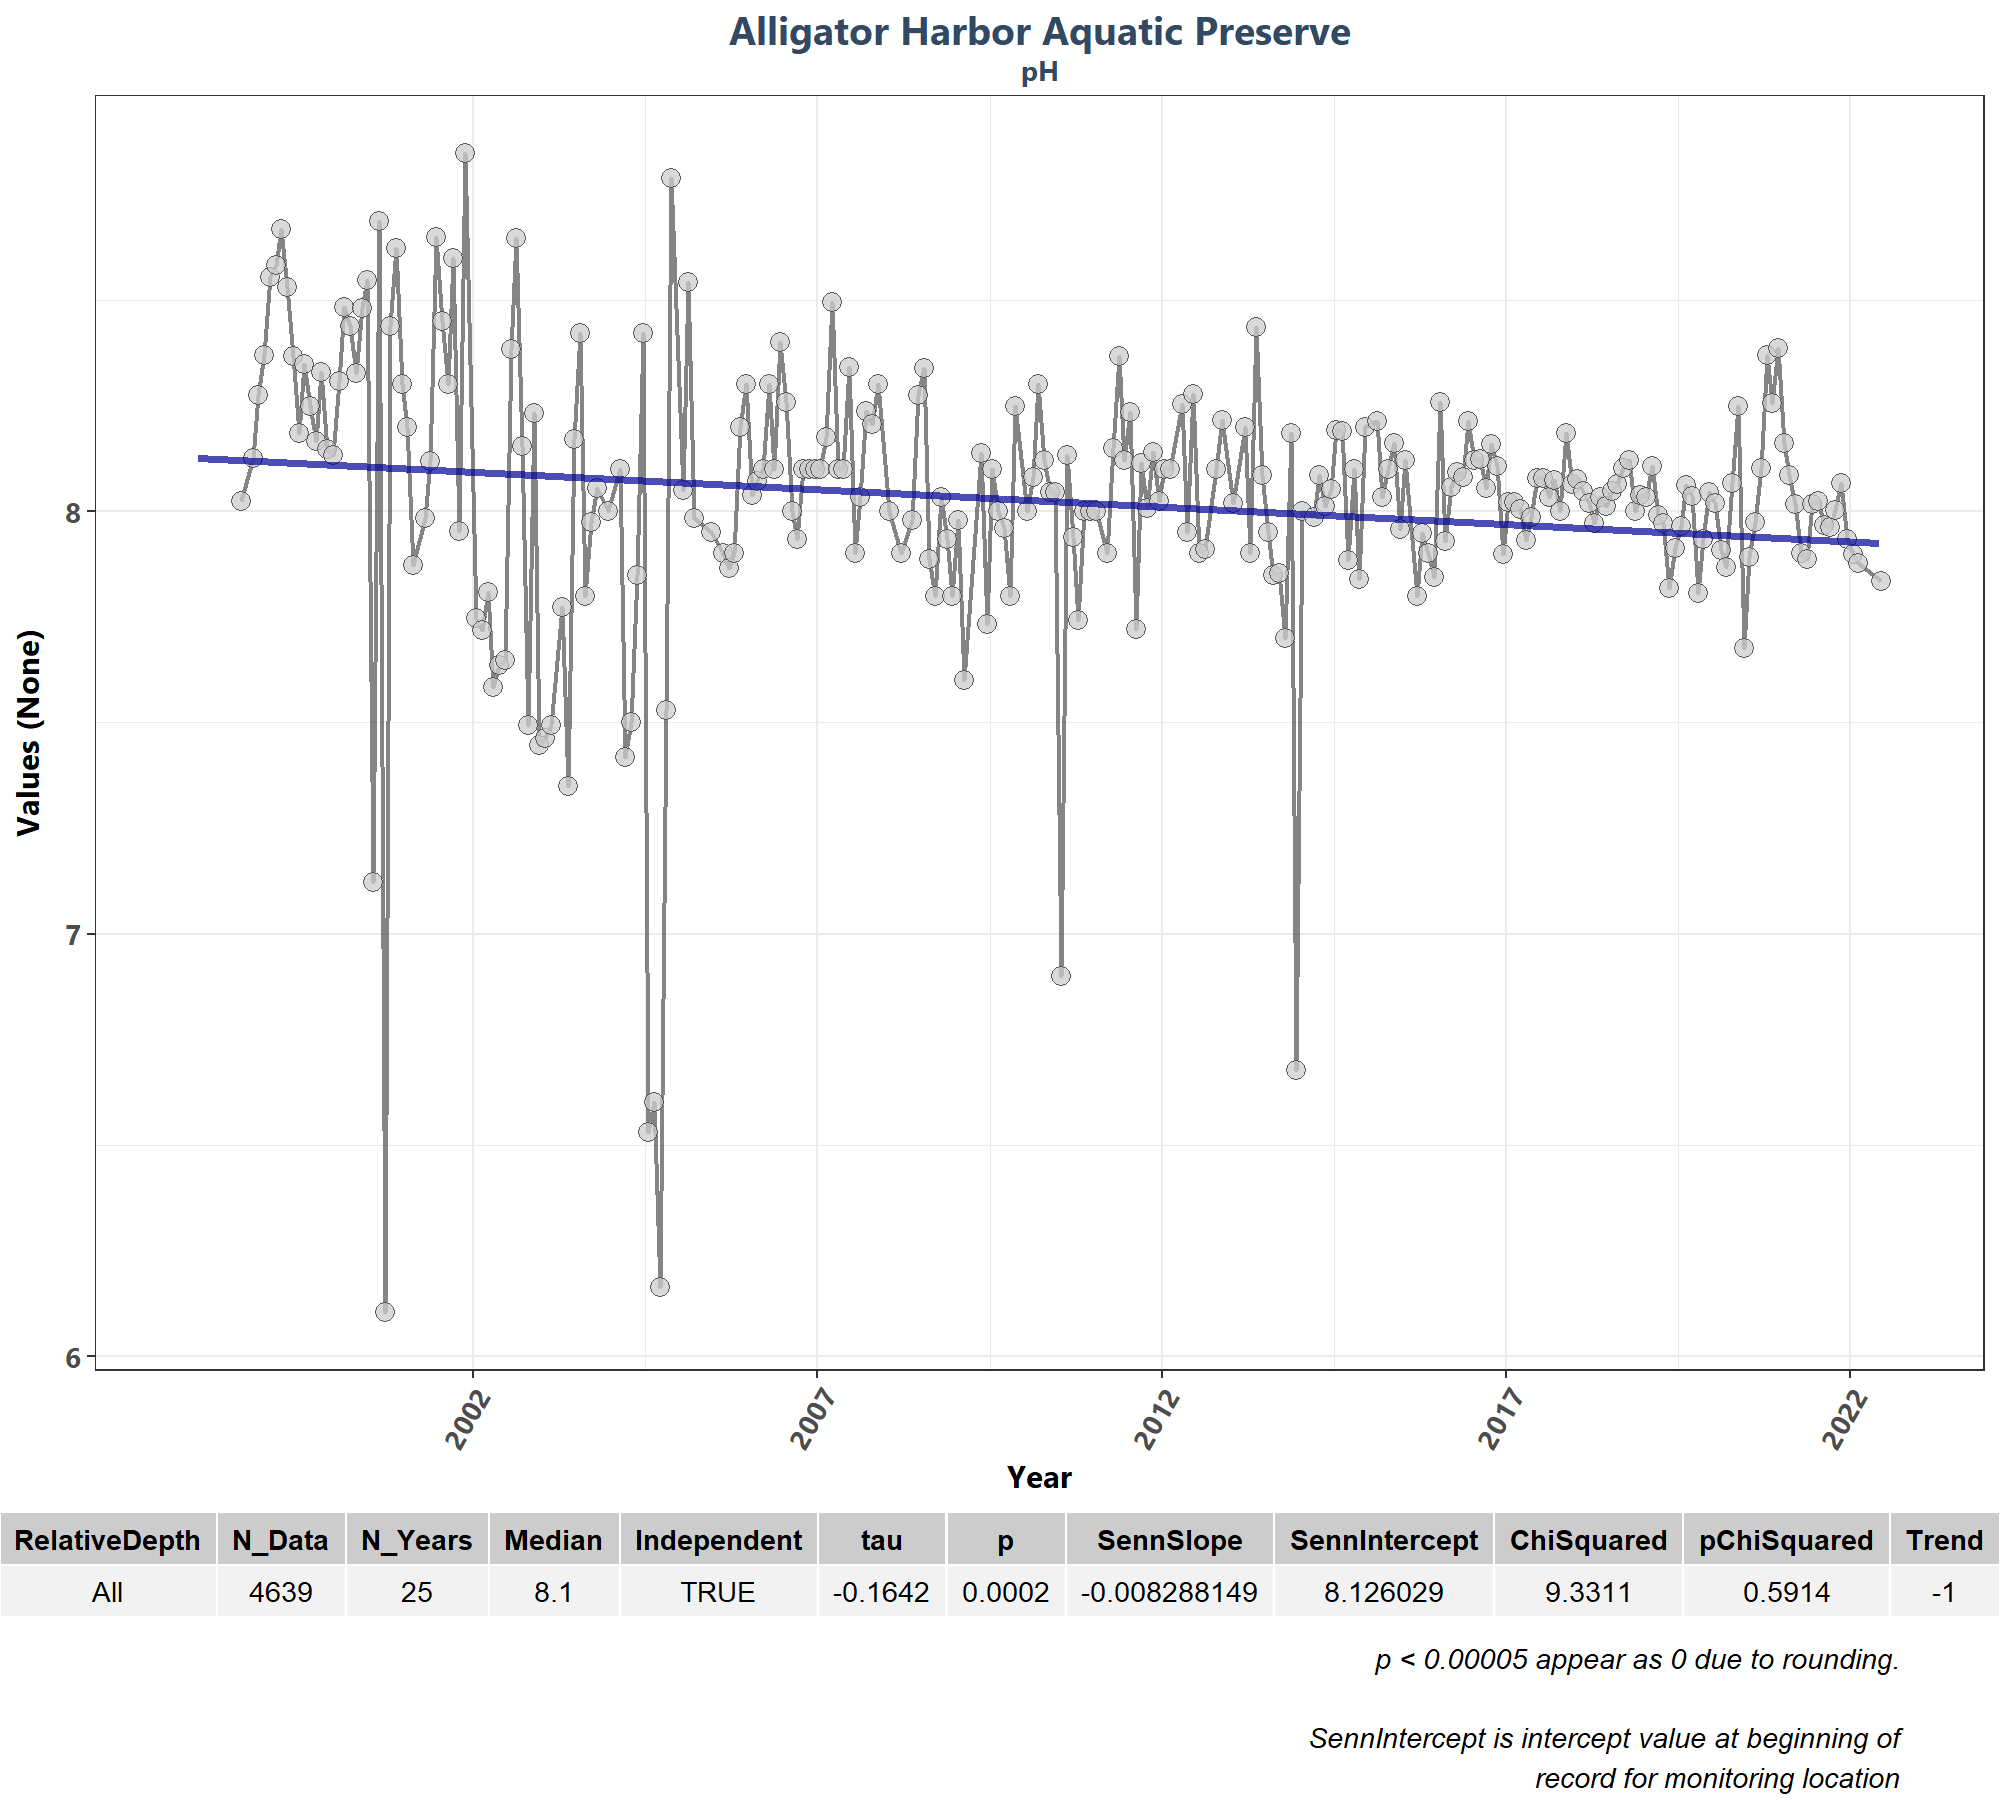 Alligator Harbor Aquatic Preserve
pH
Values (None)
8
7
6
2002 2007 2012 2017 2022
Year
RelativeDepth N_Data N_Years Median Independent tau p SennSlope SennIntercept ChiSquared pChiSquared Trend
All 4639 25 8.1 TRUE -0.1642 0.0002 -0.008288149 8.126029 9.3311 0.5914 -1
p < 0.00005 appear as 0 due to rounding.
SennIntercept is intercept value at beginning of
record for monitoring location